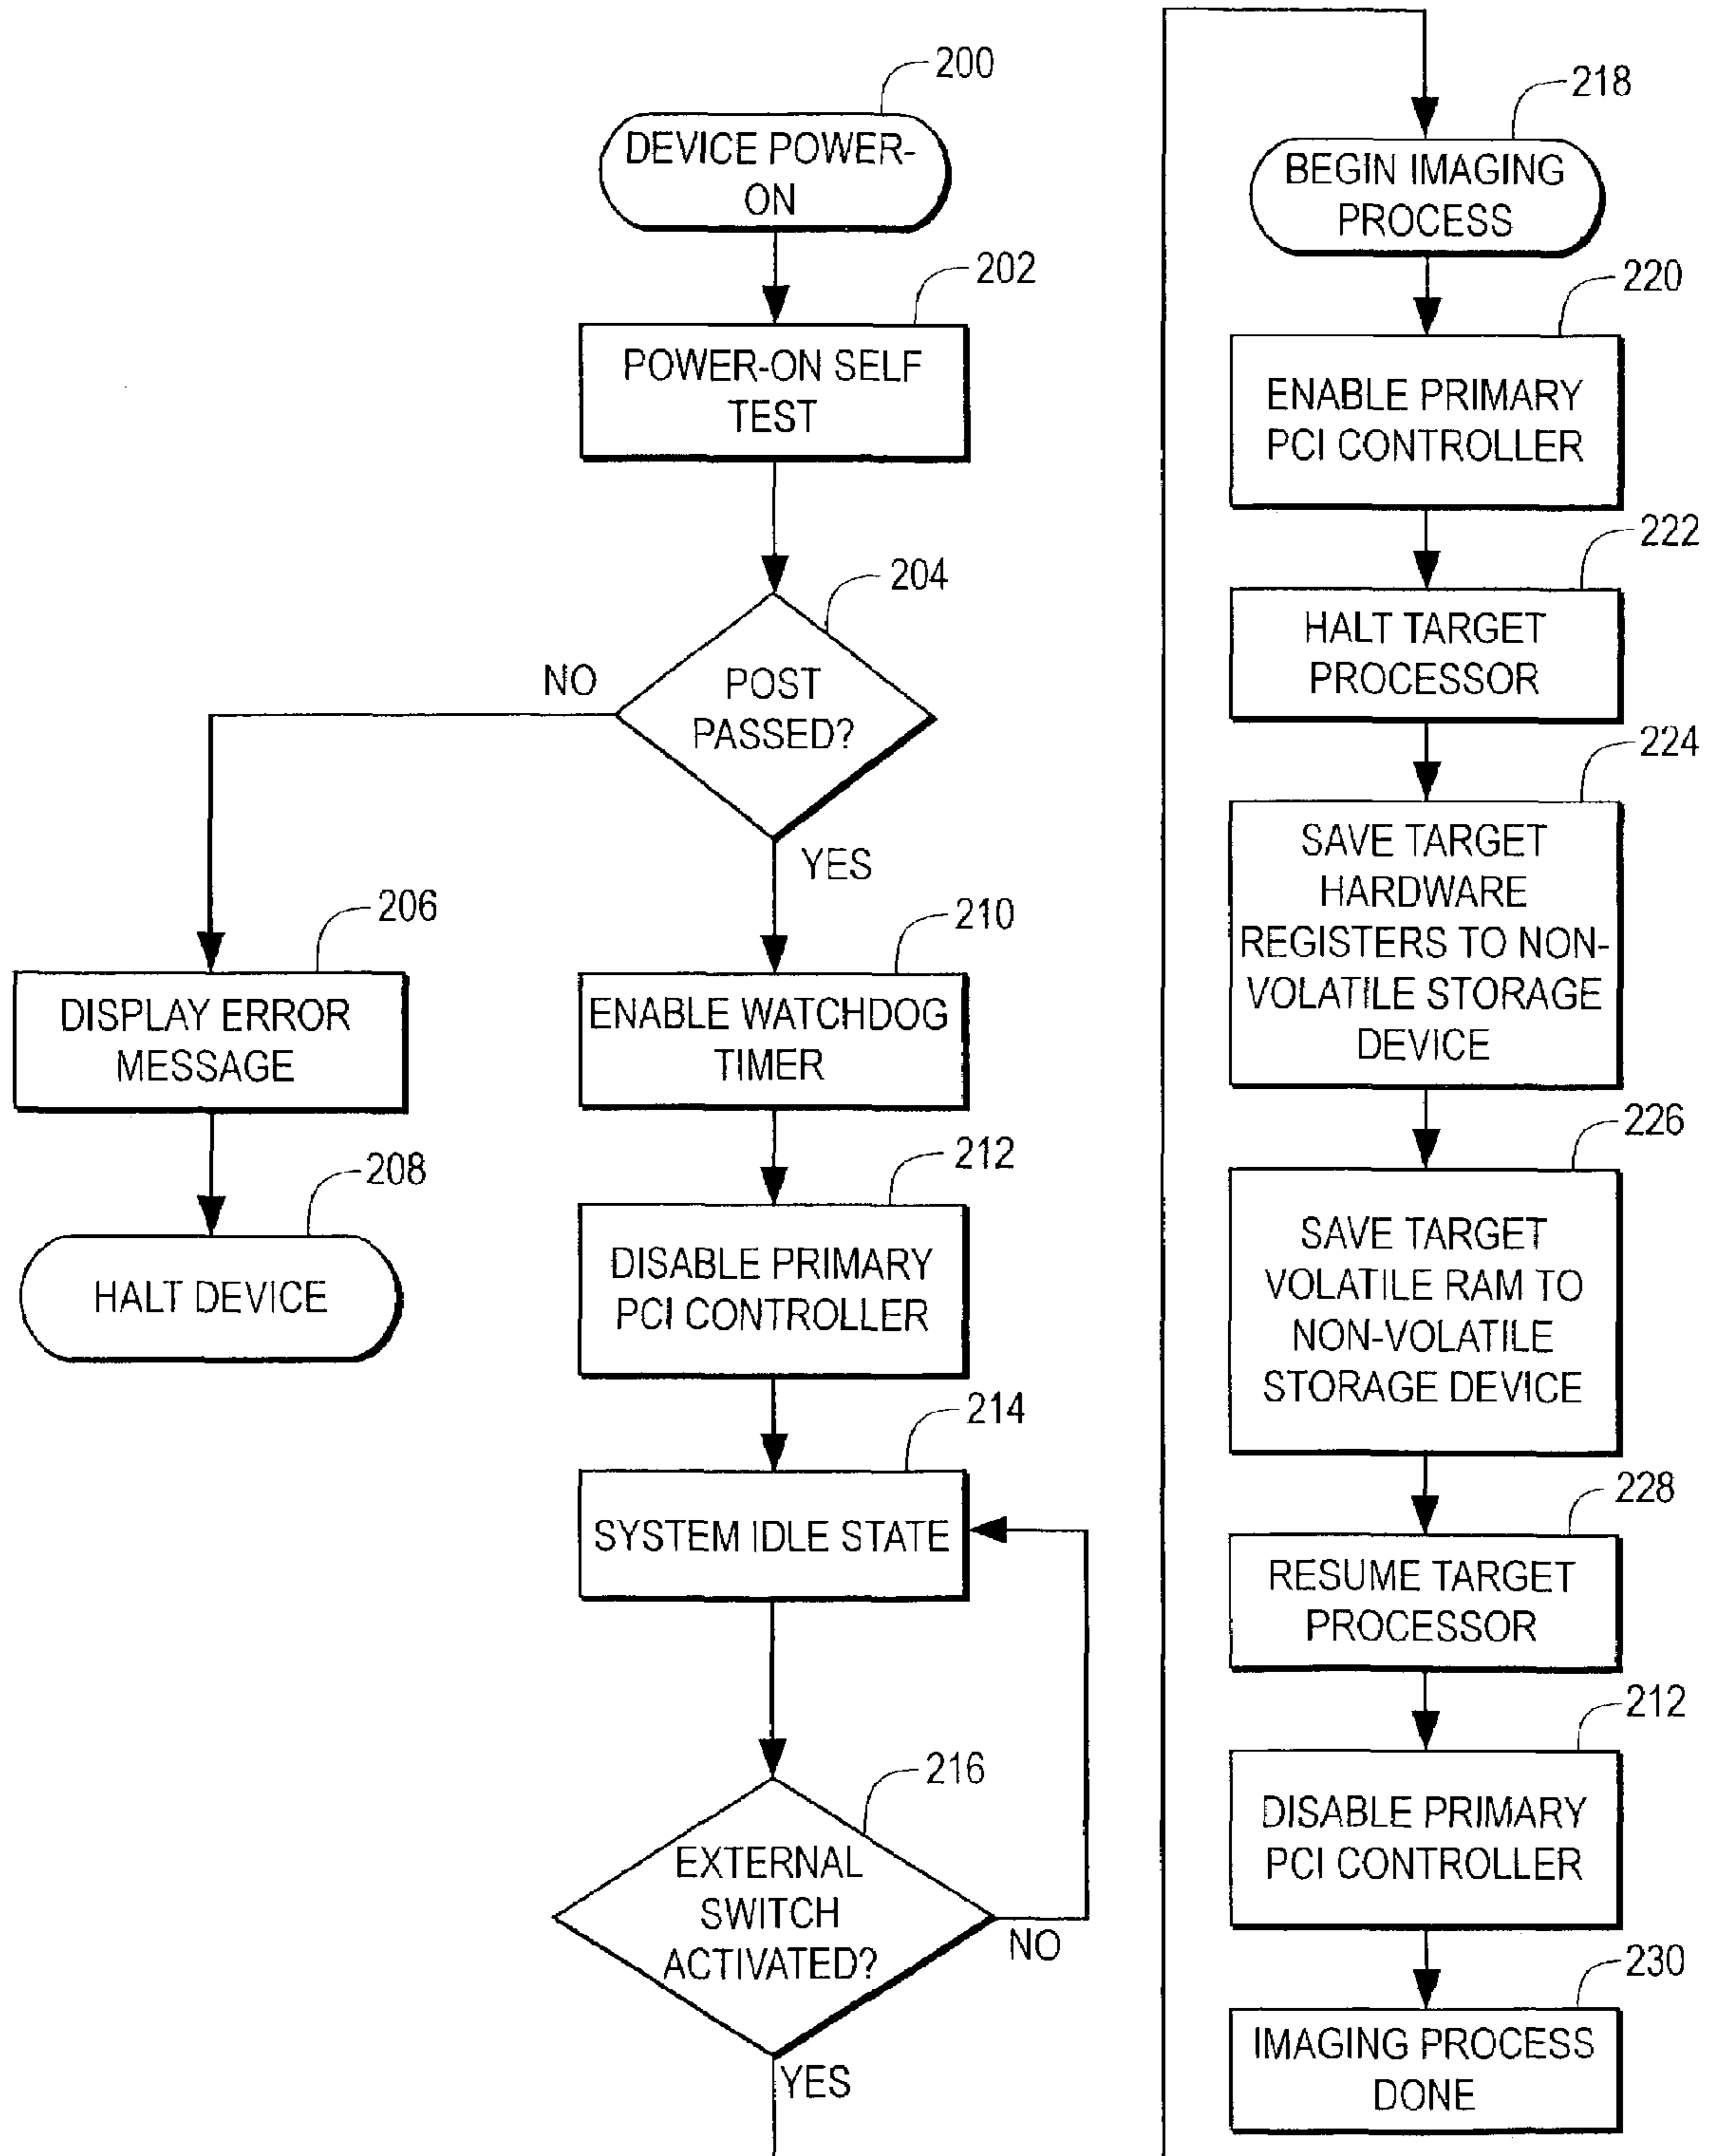 200
DEVICE POWER-
ON
202
POWER-ON SELF
TEST
204
POST
PASSED?
NO
YES
206
DISPLAY ERROR
MESSAGE
208
HALT DEVICE
210
ENABLE WATCHDOG
TIMER
212
DISABLE PRIMARY
PCI CONTROLLER
214
SYSTEM IDLE STATE
216
EXTERNAL
SWITCH
ACTIVATED?
NO
YES
218
BEGIN IMAGING
PROCESS
220
ENABLE PRIMARY
PCI CONTROLLER
222
HALT TARGET
PROCESSOR
224
SAVE TARGET
HARDWARE
REGISTERS TO NON-
VOLATILE STORAGE
DEVICE
226
SAVE TARGET
VOLATILE RAM TO
NON-VOLATILE
STORAGE DEVICE
228
RESUME TARGET
PROCESSOR
212
DISABLE PRIMARY
PCI CONTROLLER
230
IMAGING PROCESS
DONE